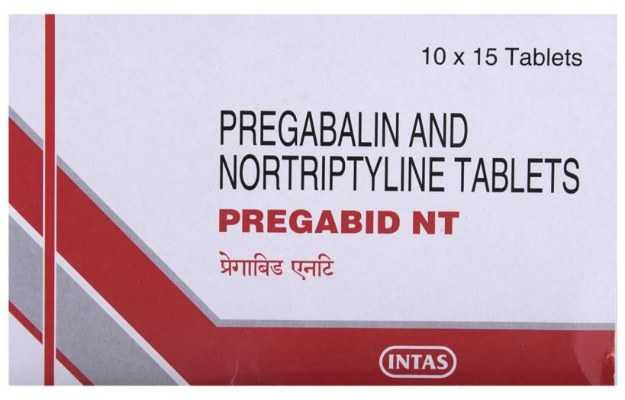 10 x 15 Tablets
PREGABALIN AND
NORTRIPTYLINE TABLETS
PREGABID NT
प्रेगाबिड एनटि
INTAS